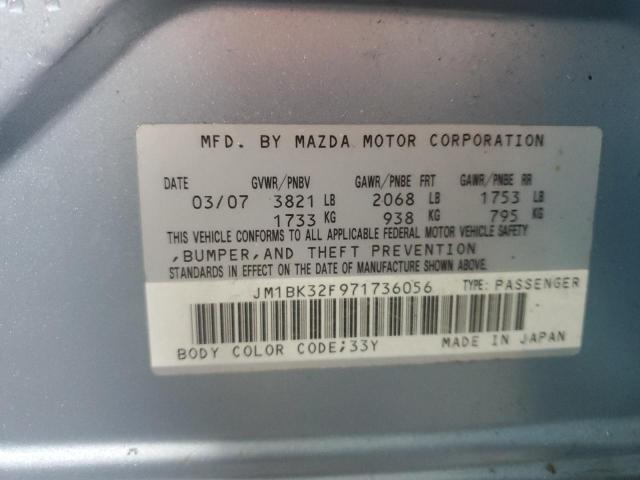 MFD. BY MAZDA MOTOR CORPORATION
DATE GVWR/PNBV GAWR/PNBE FRT GAWR/PNBE RR
03/07 3821 LB 2068 LB 1753 LB
1733 KG 938 KG 795 KG
THIS VEHICLE CONFORMS TO ALL APPLICABLE FEDERAL MOTOR VEHICLE SAFETY
,BUMPER,AND THEFT PREVENTION
STANDARDS IN EFFECT ON THE DATE OF MANUFACTURE SHOWN ABOVE.
JM1BK32F971736056 TYPE: PASSENGER
BODY COLOR CODE;33Y MADE IN JAPAN